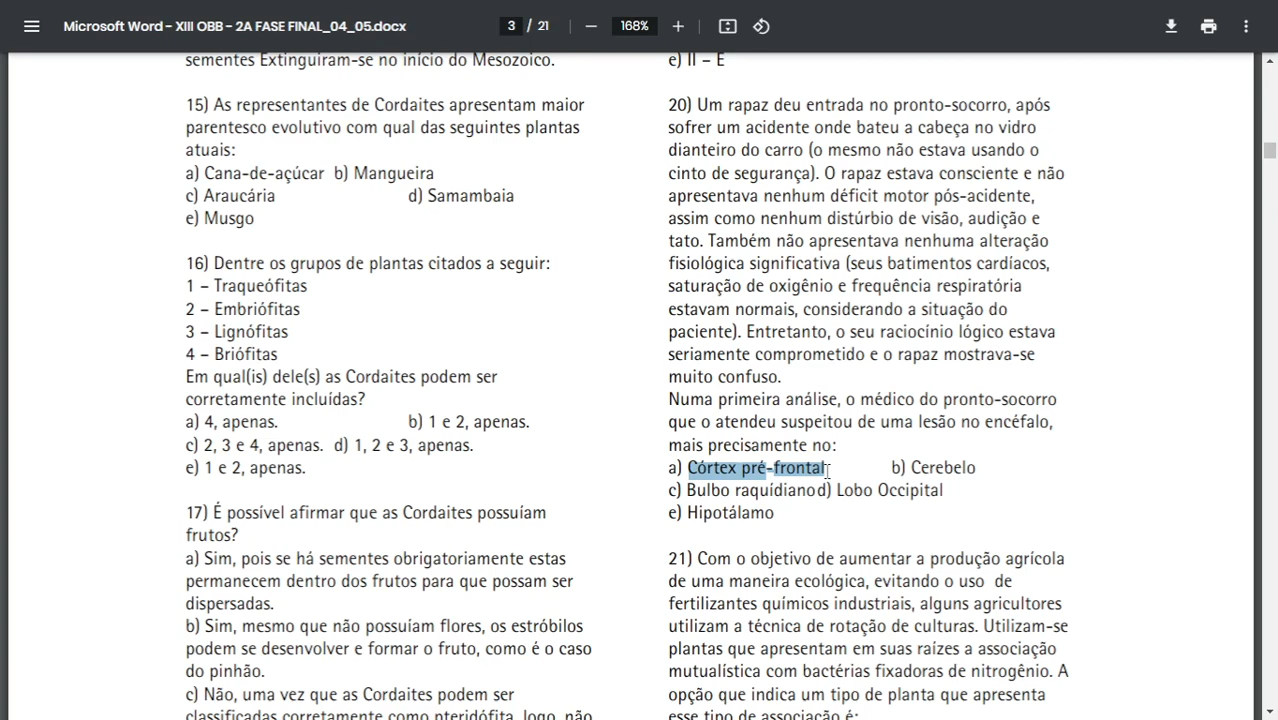 Microsoft Word - XIII OBB - 2A FASE FINAL_04_05.docx
3 / 21
168%
sementes Extinguiram-se no início do Mesozoico.
15) As representantes de Cordaites apresentam maior
parentesco evolutivo com qual das seguintes plantas
atuais:
a) Cana-de-açúcar b) Mangueira
c) Araucária d) Samambaia
e) Musgo
16) Dentre os grupos de plantas citados a seguir:
1 – Traqueófitas
2 – Embriófitas
3 – Lignófitas
4 – Briófitas
Em qual(is) dele(s) as Cordaites podem ser
corretamente incluídas?
a) 4, apenas. b) 1 e 2, apenas.
c) 2, 3 e 4, apenas. d) 1, 2 e 3, apenas.
e) 1 e 2, apenas.
17) É possível afirmar que as Cordaites possuíam
frutos?
a) Sim, pois se há sementes obrigatoriamente estas
permanecem dentro dos frutos para que possam ser
dispersadas.
b) Sim, mesmo que não possuíam flores, os estróbilos
podem se desenvolver e formar o fruto, como é o caso
do pinhão.
c) Não, uma vez que as Cordaites podem ser
classificadas corretamente como pteridófita, logo, não
e) II – E
20) Um rapaz deu entrada no pronto-socorro, após
sofrer um acidente onde bateu a cabeça no vidro
dianteiro do carro (o mesmo não estava usando o
cinto de segurança). O rapaz estava consciente e não
apresentava nenhum déficit motor pós-acidente,
assim como nenhum distúrbio de visão, audição e
tato. Também não apresentava nenhuma alteração
fisiológica significativa (seus batimentos cardíacos,
saturação de oxigênio e frequência respiratória
estavam normais, considerando a situação do
paciente). Entretanto, o seu raciocínio lógico estava
seriamente comprometido e o rapaz mostrava-se
muito confuso.
Numa primeira análise, o médico do pronto-socorro
que o atendeu suspeitou de uma lesão no encéfalo,
mais precisamente no:
a) Córtex pré-frontal b) Cerebelo
c) Bulbo raquídianod) Lobo Occipital
e) Hipotálamo
21) Com o objetivo de aumentar a produção agrícola
de uma maneira ecológica, evitando o uso de
fertilizantes químicos industriais, alguns agricultores
utilizam a técnica de rotação de culturas. Utilizam-se
plantas que apresentam em suas raízes a associação
mutualística com bactérias fixadoras de nitrogênio. A
opção que indica um tipo de planta que apresenta
esse tipo de associação é: